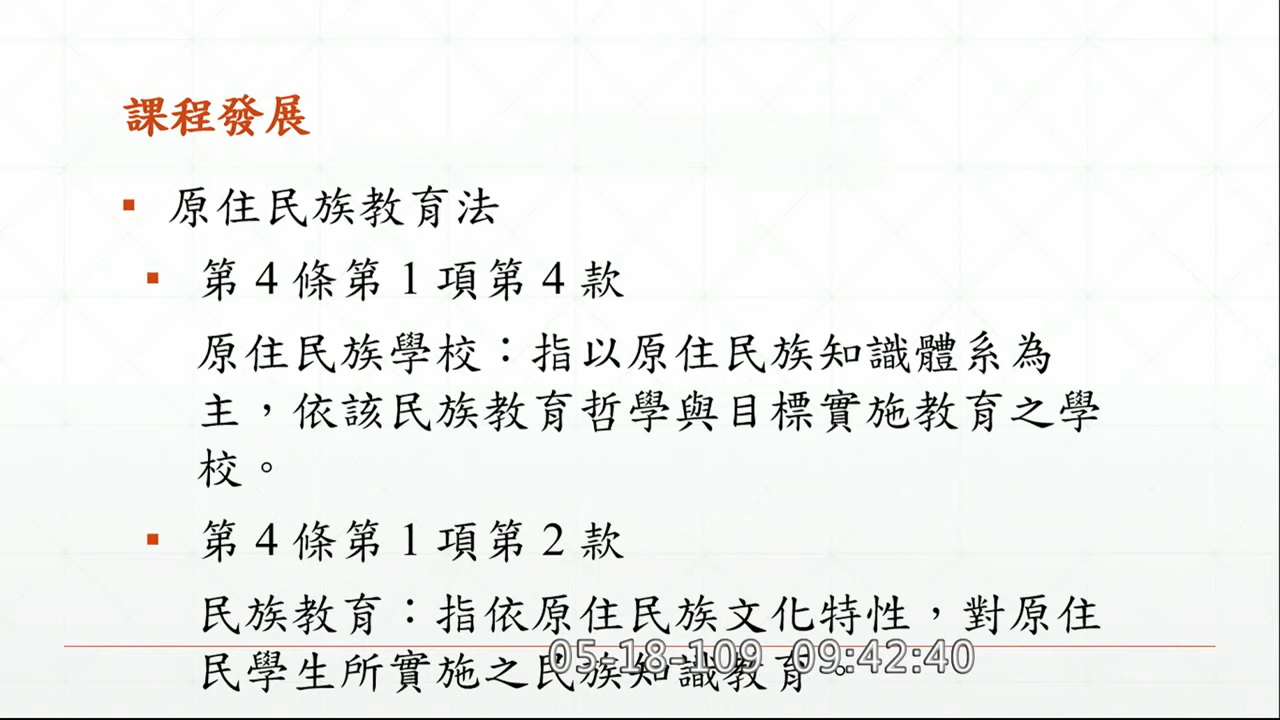 課程發展
▪ 原住民族教育法
▪ 第 4 條第 1 項第 4 款
原住民族學校：指以原住民族知識體系為
主，依該民族教育哲學與目標實施教育之學
校。
▪ 第 4 條第 1 項第 2 款
民族教育：指依原住民族文化特性，對原住
民學生所實施之民族知識教育。
05-18-109 09:42:40